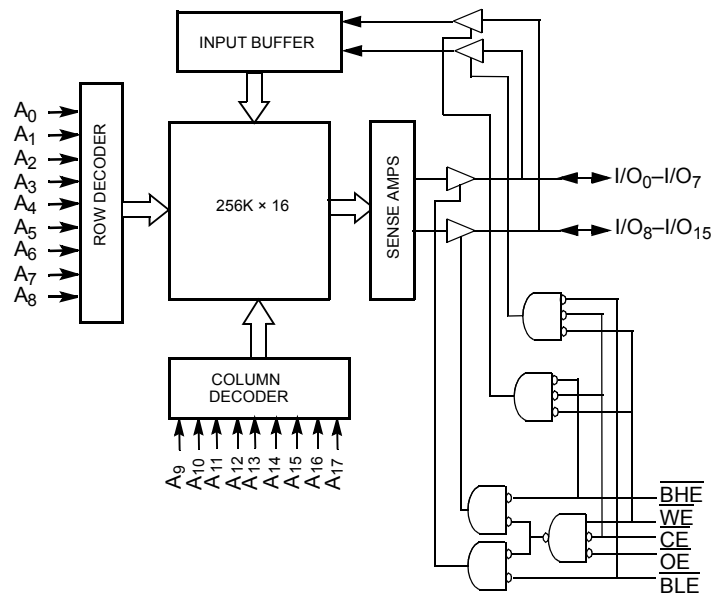 INPUT BUFFER
A0
A1
A2
A3
A4
A5
A6
A7
A8
ROW DECODER
256K × 16
SENSE AMPS
I/O0–I/O7
I/O8–I/O15
COLUMN
DECODER
A9
A10
A11
A12
A13
A14
A15
A16
A17
BHE
WE
CE
OE
BLE